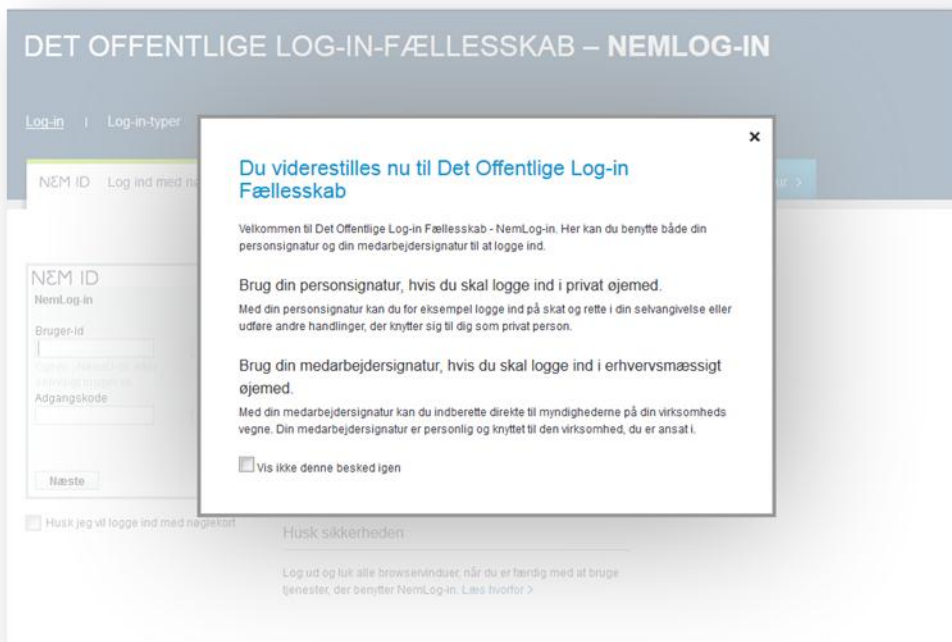 DET OFFENTLIGE LOG-IN-FÆLLESSKAB – NEMLOG-IN
Log-in | Log-in-typer
×
NEM ID Log ind med
Du viderestilles nu til Det Offentlige Log-in
Fællesskab
Velkommen til Det Offentlige Log-in Fællesskab - NemLog-in. Her kan du benytte både din
personsignatur og din medarbejdersignatur til at logge ind.
Brug din personsignatur, hvis du skal logge ind i privat øjemed.
Med din personsignatur kan du for eksempel logge ind på skat og rette i din selvangivelse eller
udføre andre handlinger, der knytter sig til dig som privat person.
Brug din medarbejdersignatur, hvis du skal logge ind i erhvervsmæssigt
øjemed.
Med din medarbejdersignatur kan du indberette direkte til myndighederne på din virksomheds
vegne. Din medarbejdersignatur er personlig og knyttet til den virksomhed, du er ansat i.
Vis ikke denne besked igen
NEM ID
NemLog-in
Bruger-id
Adgangskode
Næste
Husk jeg vil logge ind med nøglekort
Husk sikkerheden
Log ud og luk alle browservinduer, når du er færdig med at bruge
tjenester, der benytter NemLog-in. Læs hvorfor >